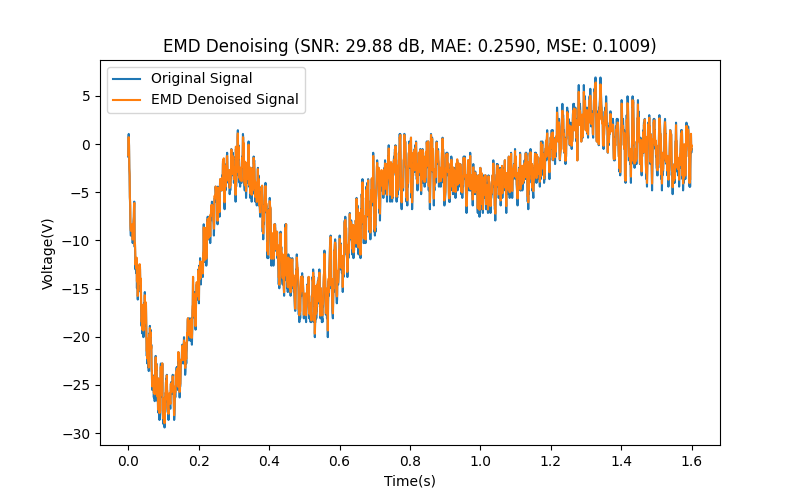 EMD Denoising (SNR: 29.88 dB, MAE: 0.2590, MSE: 0.1009)
Original Signal
EMD Denoised Signal
5
0
−5
−10
−15
−20
−25
−30
Voltage(V)
0.0 0.2 0.4 0.6 0.8 1.0 1.2 1.4 1.6
Time(s)